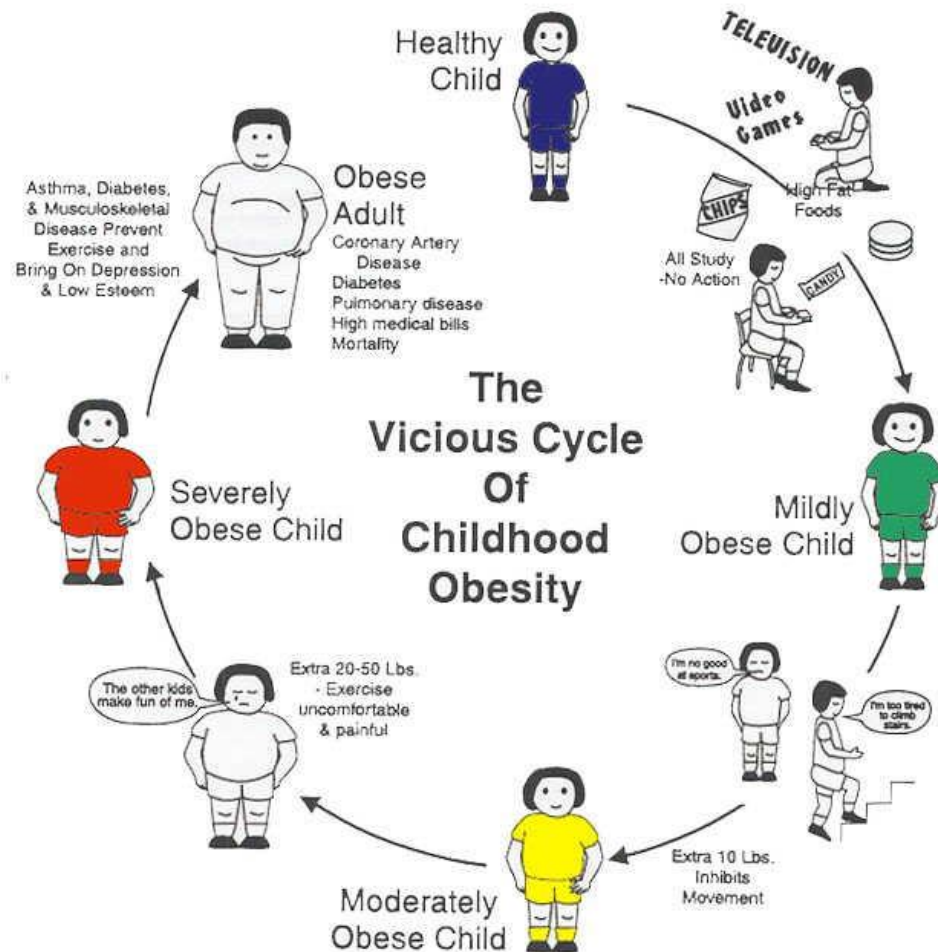 Healthy
Child
TELEVISION
Video
Games
CHIPS
High Fat
Foods
All Study
-No Action
CANDY
Mildly
Obese Child
I'm no good
at sports.
I'm too tired
to climb
stairs.
Extra 10 Lbs.
Inhibits
Movement
Moderately
Obese Child
Extra 20-50 Lbs.
- Exercise
uncomfortable
& painful
The other kids
make fun of me.
Severely
Obese Child
Asthma, Diabetes,
& Musculoskeletal
Disease Prevent
Exercise and
Bring On Depression
& Low Esteem
Obese
Adult
Coronary Artery
Disease
Diabetes
Pulmonary disease
High medical bills
Mortality
The
Vicious Cycle
Of
Childhood
Obesity